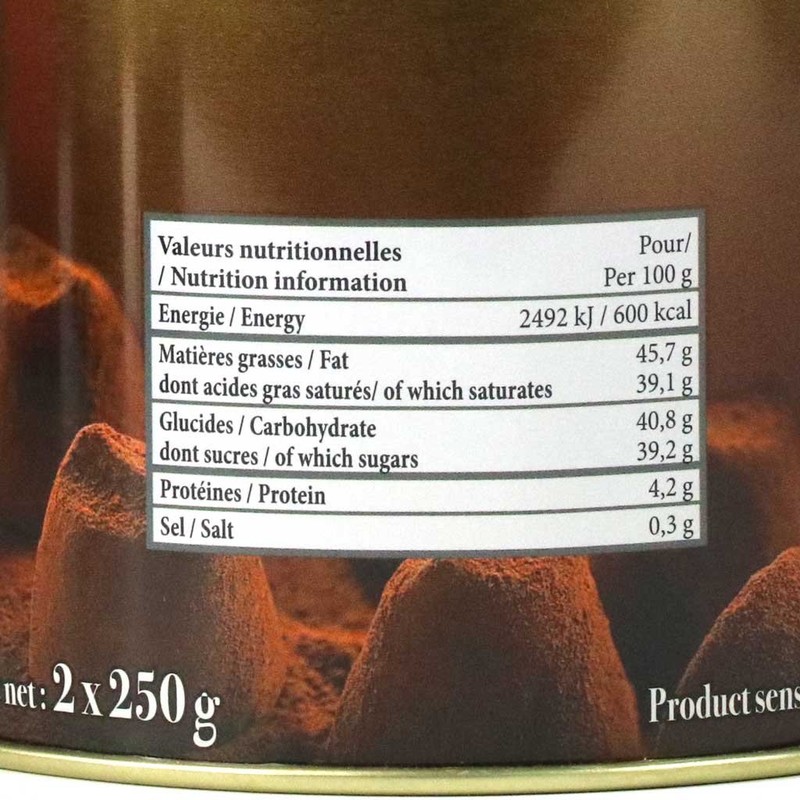 Valeurs nutritionnelles Pour/
/ Nutrition information Per 100 g
Energie / Energy 2492 kJ / 600 kcal
Matières grasses / Fat 45,7 g
dont acides gras saturés/ of which saturates 39,1 g
Glucides / Carbohydrate 40,8 g
dont sucres / of which sugars 39,2 g
Protéines / Protein 4,2 g
Sel / Salt 0,3 g
net : 2 x 250 g Product sens